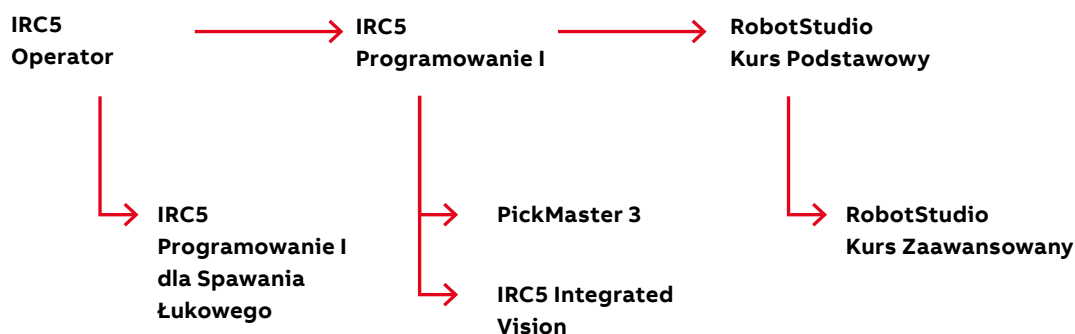 IRC5
Operator
IRC5
Programowanie I
RobotStudio
Kurs Podstawowy
IRC5
Programowanie I
dla Spawania
Łukowego
PickMaster 3
IRC5 Integrated
Vision
RobotStudio
Kurs Zaawansowany